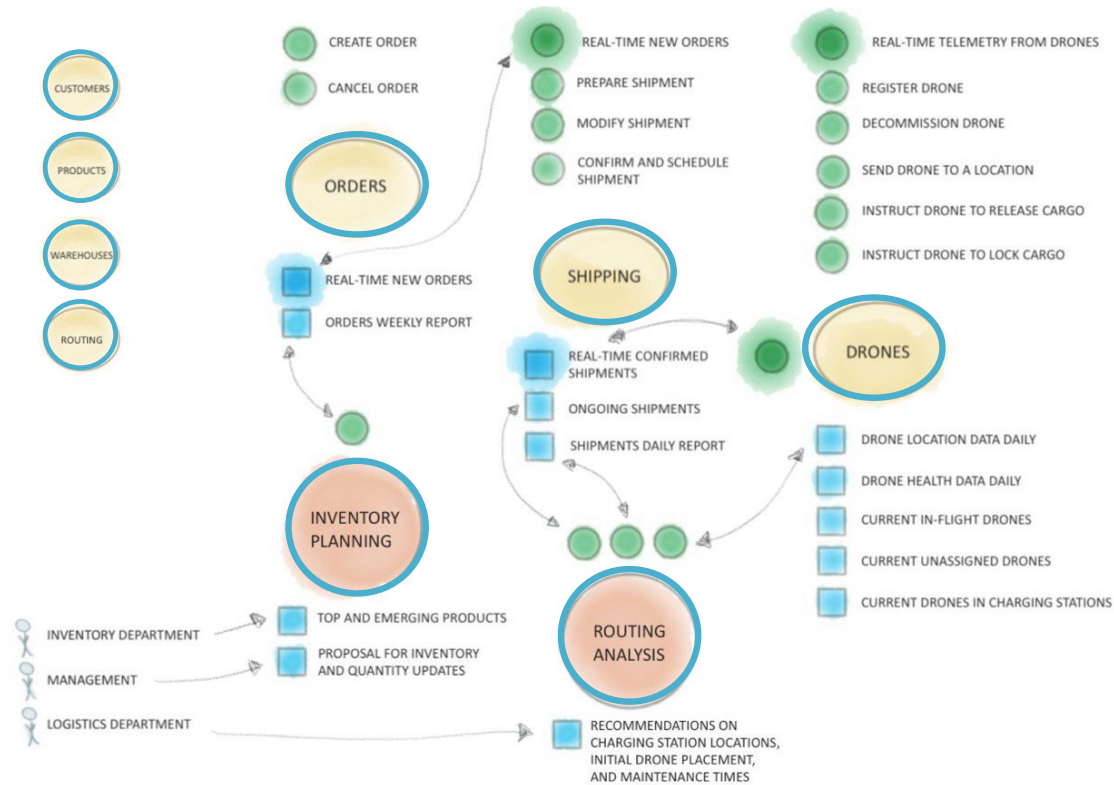 CUSTOMERS
PRODUCTS
WAREHOUSES
ROUTING
CREATE ORDER
CANCEL ORDER
ORDERS
REAL-TIME NEW ORDERS
ORDERS WEEKLY REPORT
INVENTORY
PLANNING
TOP AND EMERGING PRODUCTS
PROPOSAL FOR INVENTORY
AND QUANTITY UPDATES
INVENTORY DEPARTMENT
MANAGEMENT
LOGISTICS DEPARTMENT
REAL-TIME NEW ORDERS
PREPARE SHIPMENT
MODIFY SHIPMENT
CONFIRM AND SCHEDULE
SHIPMENT
SHIPPING
REAL-TIME CONFIRMED
SHIPMENTS
ONGOING SHIPMENTS
SHIPMENTS DAILY REPORT
ROUTING
ANALYSIS
RECOMMENDATIONS ON
CHARGING STATION LOCATIONS,
INITIAL DRONE PLACEMENT,
AND MAINTENANCE TIMES
REAL-TIME TELEMETRY FROM DRONES
REGISTER DRONE
DECOMMISSION DRONE
SEND DRONE TO A LOCATION
INSTRUCT DRONE TO RELEASE CARGO
INSTRUCT DRONE TO LOCK CARGO
DRONES
DRONE LOCATION DATA DAILY
DRONE HEALTH DATA DAILY
CURRENT IN-FLIGHT DRONES
CURRENT UNASSIGNED DRONES
CURRENT DRONES IN CHARGING STATIONS